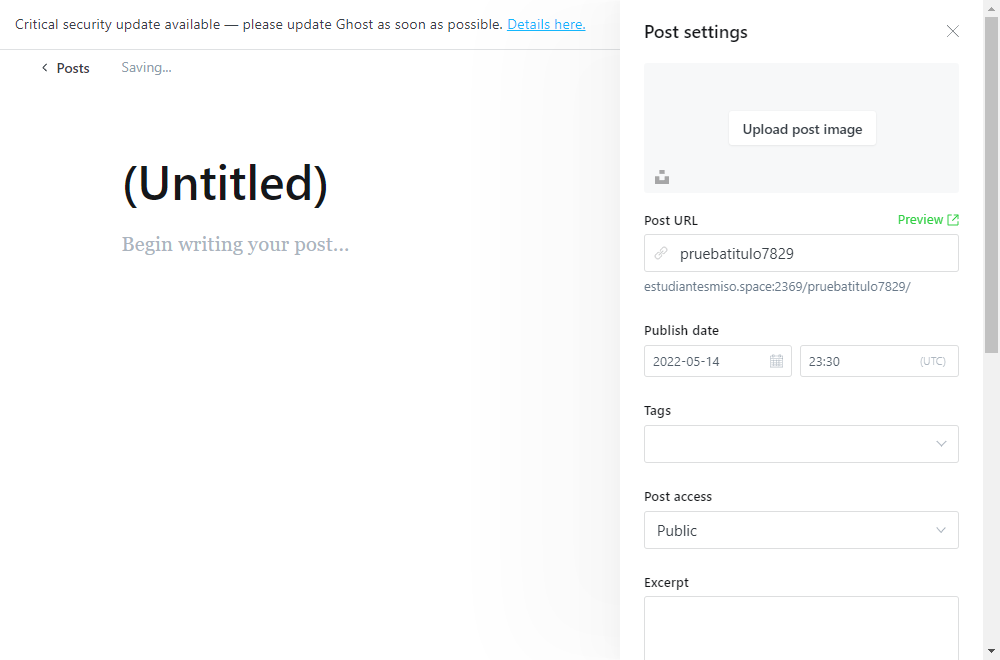 Critical security update available — please update Ghost as soon as possible. Details here.
Posts
Saving...
(Untitled)
Begin writing your post...
Post settings
Upload post image
Post URL
Preview
pruebatitulo7829
estudiantesmiso.space:2369/pruebatitulo7829/
Publish date
2022-05-14
23:30
(UTC)
Tags
Post access
Public
Excerpt